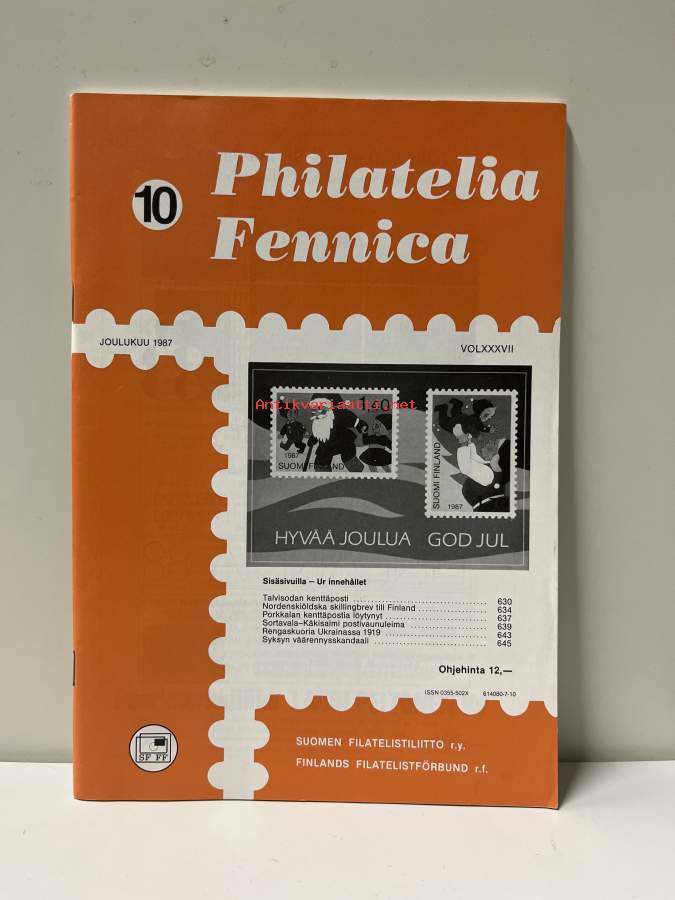 10
Philatelia
Fennica
JOULUKUU 1987
VOLXXXVII
Antikvariaatti.net
1987
SUOMI FINLAND
SUOMI FINLAND
1987
HYVÄÄ JOULUA GOD JUL
Sisäsivuilla – Ur innehållet
Talvisodan kenttäposti 630
Nordenskiöldska skillingbrev till Finland 634
Porkkalan kenttäpostia löytynyt 637
Sortavala–Käkisalmi postivaunuleima 639
Rengaskuoria Ukrainassa 1919 643
Syksyn väärennysskandaali 645
Ohjehinta 12,—
ISSN 0355-502X 614080-7-10
SF FF
SUOMEN FILATELISTILIITTO r.y.
FINLANDS FILATELISTFÖRBUND r.f.